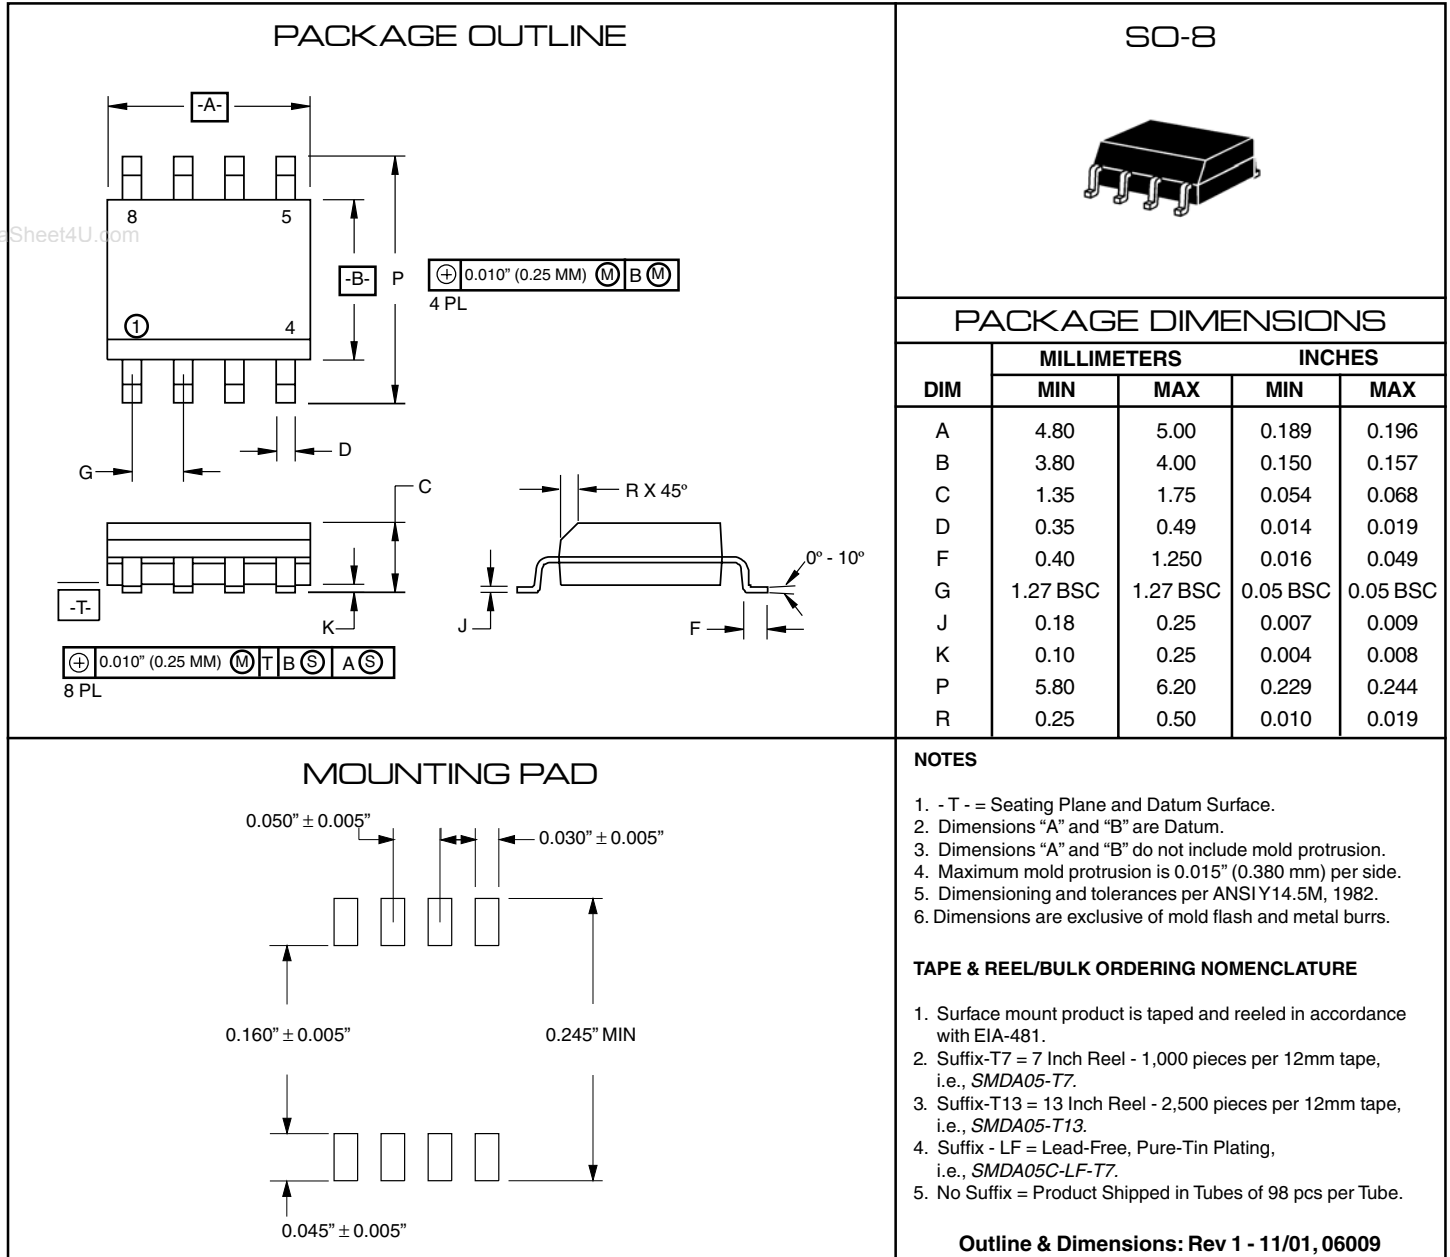 PACKAGE OUTLINE
-A-
8 5
aSheet4U.com
-B- P
0.010” (0.25 MM) M B M
4 PL
1 4
D
G
C
R X 45º
0º - 10º
-T-
K
J
F
0.010” (0.25 MM) M T B S A S
8 PL
SO-8
PACKAGE DIMENSIONS
MILLIMETERS INCHES
DIM MIN MAX MIN MAX
A 4.80 5.00 0.189 0.196
B 3.80 4.00 0.150 0.157
C 1.35 1.75 0.054 0.068
D 0.35 0.49 0.014 0.019
F 0.40 1.250 0.016 0.049
G 1.27 BSC 1.27 BSC 0.05 BSC 0.05 BSC
J 0.18 0.25 0.007 0.009
K 0.10 0.25 0.004 0.008
P 5.80 6.20 0.229 0.244
R 0.25 0.50 0.010 0.019
MOUNTING PAD
0.050” ± 0.005”
0.030” ± 0.005”
0.160” ± 0.005”
0.245” MIN
0.045” ± 0.005”
NOTES
1. - T - = Seating Plane and Datum Surface.
2. Dimensions “A” and “B” are Datum.
3. Dimensions “A” and “B” do not include mold protrusion.
4. Maximum mold protrusion is 0.015” (0.380 mm) per side.
5. Dimensioning and tolerances per ANSI Y14.5M, 1982.
6. Dimensions are exclusive of mold flash and metal burrs.
TAPE & REEL/BULK ORDERING NOMENCLATURE
1. Surface mount product is taped and reeled in accordance
with EIA-481.
2. Suffix-T7 = 7 Inch Reel - 1,000 pieces per 12mm tape,
i.e., SMDA05-T7.
3. Suffix-T13 = 13 Inch Reel - 2,500 pieces per 12mm tape,
i.e., SMDA05-T13.
4. Suffix - LF = Lead-Free, Pure-Tin Plating,
i.e., SMDA05C-LF-T7.
5. No Suffix = Product Shipped in Tubes of 98 pcs per Tube.
Outline & Dimensions: Rev 1 - 11/01, 06009